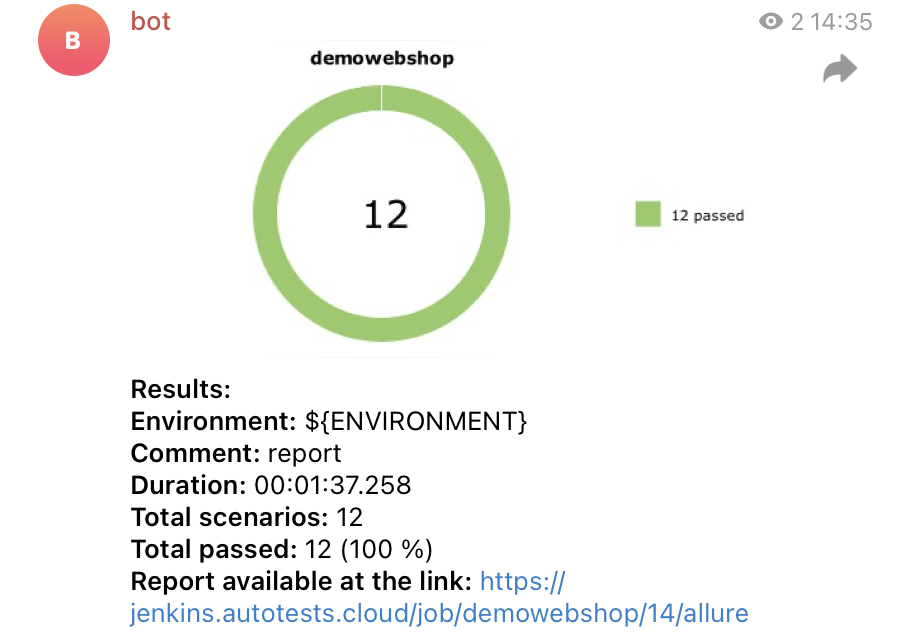 B
bot
2 14:35
demowebshop
12
12 passed
Results:
Environment: ${ENVIRONMENT}
Comment: report
Duration: 00:01:37.258
Total scenarios: 12
Total passed: 12 (100 %)
Report available at the link: https://
jenkins.autotests.cloud/job/demowebshop/14/allure